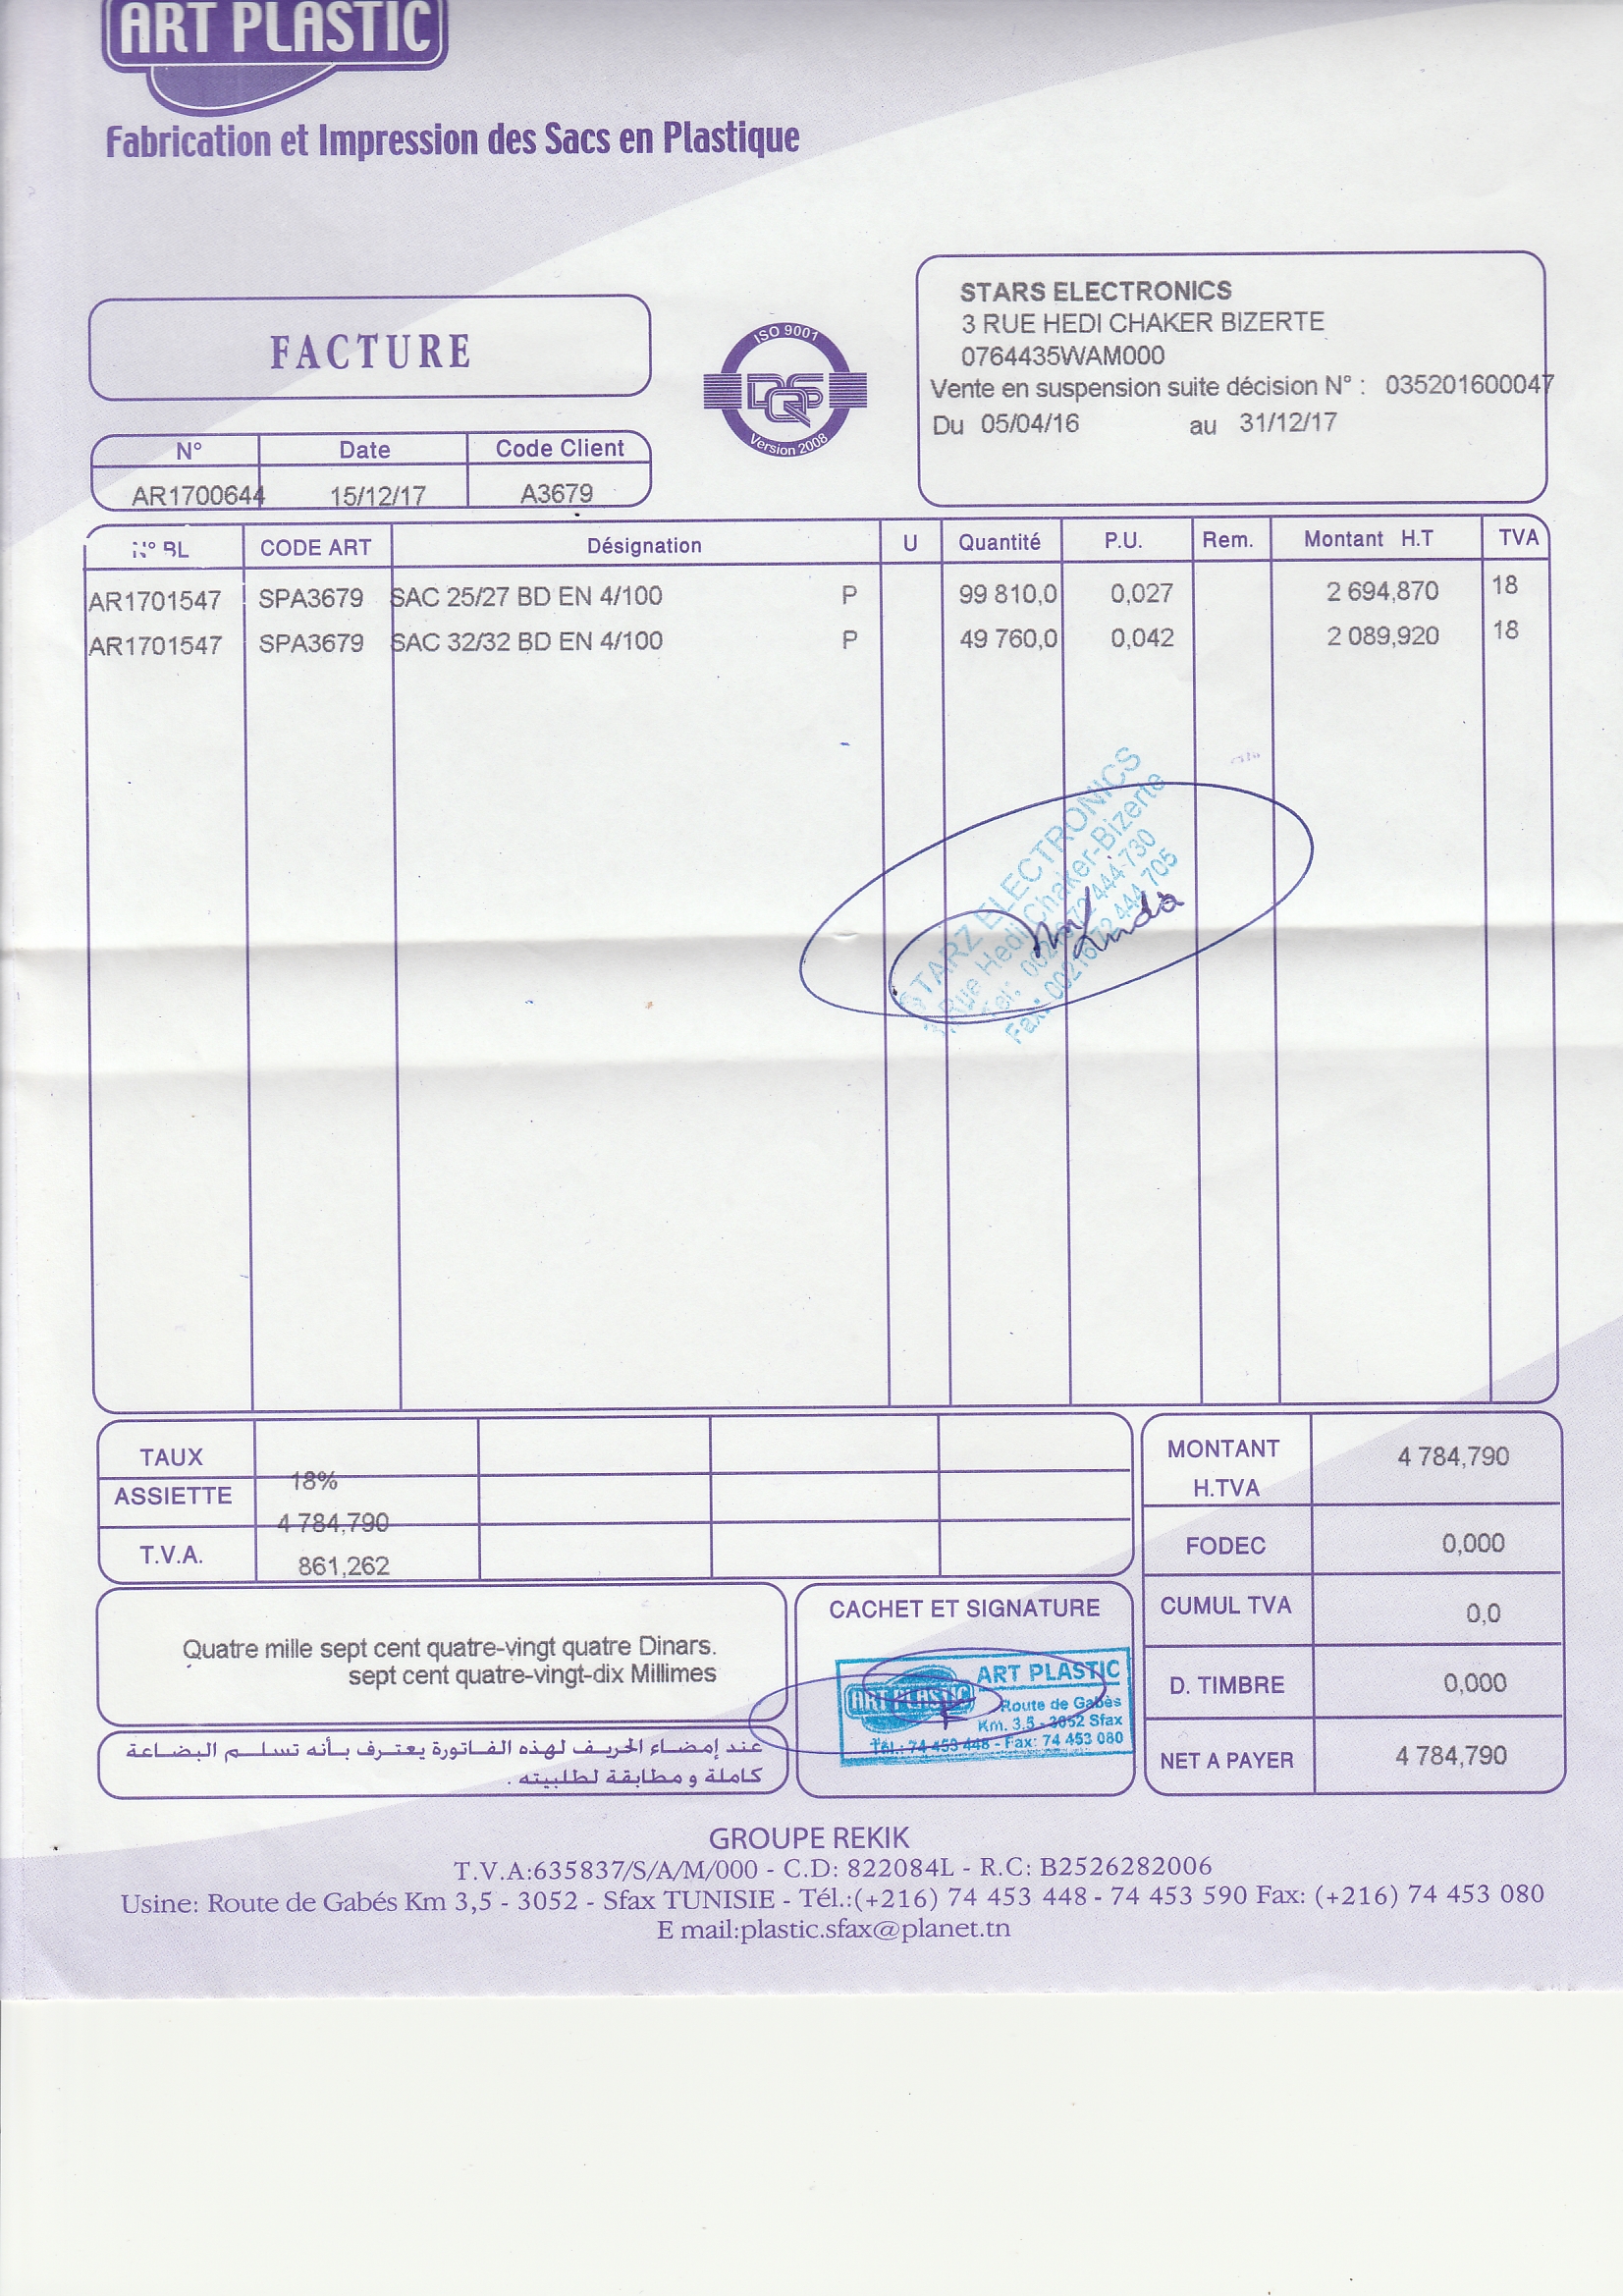 ART PLASTIC
Fabrication et Impression des Sacs en Plastique
STARS ELECTRONICS
3 RUE HEDI CHAKER BIZERTE
0764435WAM000
Vente en suspension suite décision N° : 035201600047
Du 05/04/16 au 31/12/17
FACTURE
ISO 9001
DQS
Version 2008
N° Date Code Client
AR1700644 15/12/17 A3679
N° BL CODE ART Désignation U Quantité P.U. Rem. Montant H.T TVA
AR1701547 SPA3679 SAC 25/27 BD EN 4/100 P 99 810,0 0,027 2 694,870 18
AR1701547 SPA3679 SAC 32/32 BD EN 4/100 P 49 760,0 0,042 2 089,920 18
STARZ ELECTRONICS
Rue Hedi Chaker-Bizerte
Tel: 00216 72 444 730
Fax: 00216 72 444 705
TAUX 18%
ASSIETTE 4 784,790
T.V.A. 861,262
MONTANT H.TVA 4 784,790
FODEC 0,000
CUMUL TVA 0,0
D. TIMBRE 0,000
NET A PAYER 4 784,790
Quatre mille sept cent quatre-vingt quatre Dinars.
sept cent quatre-vingt-dix Millimes
عند إمضاء الحريف لهذه الفاتورة يعترف بأنه تسلم البضاعة
كاملة و مطابقة لطلبيته .
CACHET ET SIGNATURE
ART PLASTIC
ART PLASTIC
Route de Gabès
Km. 3,5 - 3052 Sfax
Tél.: 74 453 448 - Fax: 74 453 080
GROUPE REKIK
T.V.A:635837/S/A/M/000 - C.D: 822084L - R.C: B2526282006
Usine: Route de Gabés Km 3,5 - 3052 - Sfax TUNISIE - Tél.:(+216) 74 453 448 - 74 453 590 Fax: (+216) 74 453 080
E mail:plastic.sfax@planet.tn